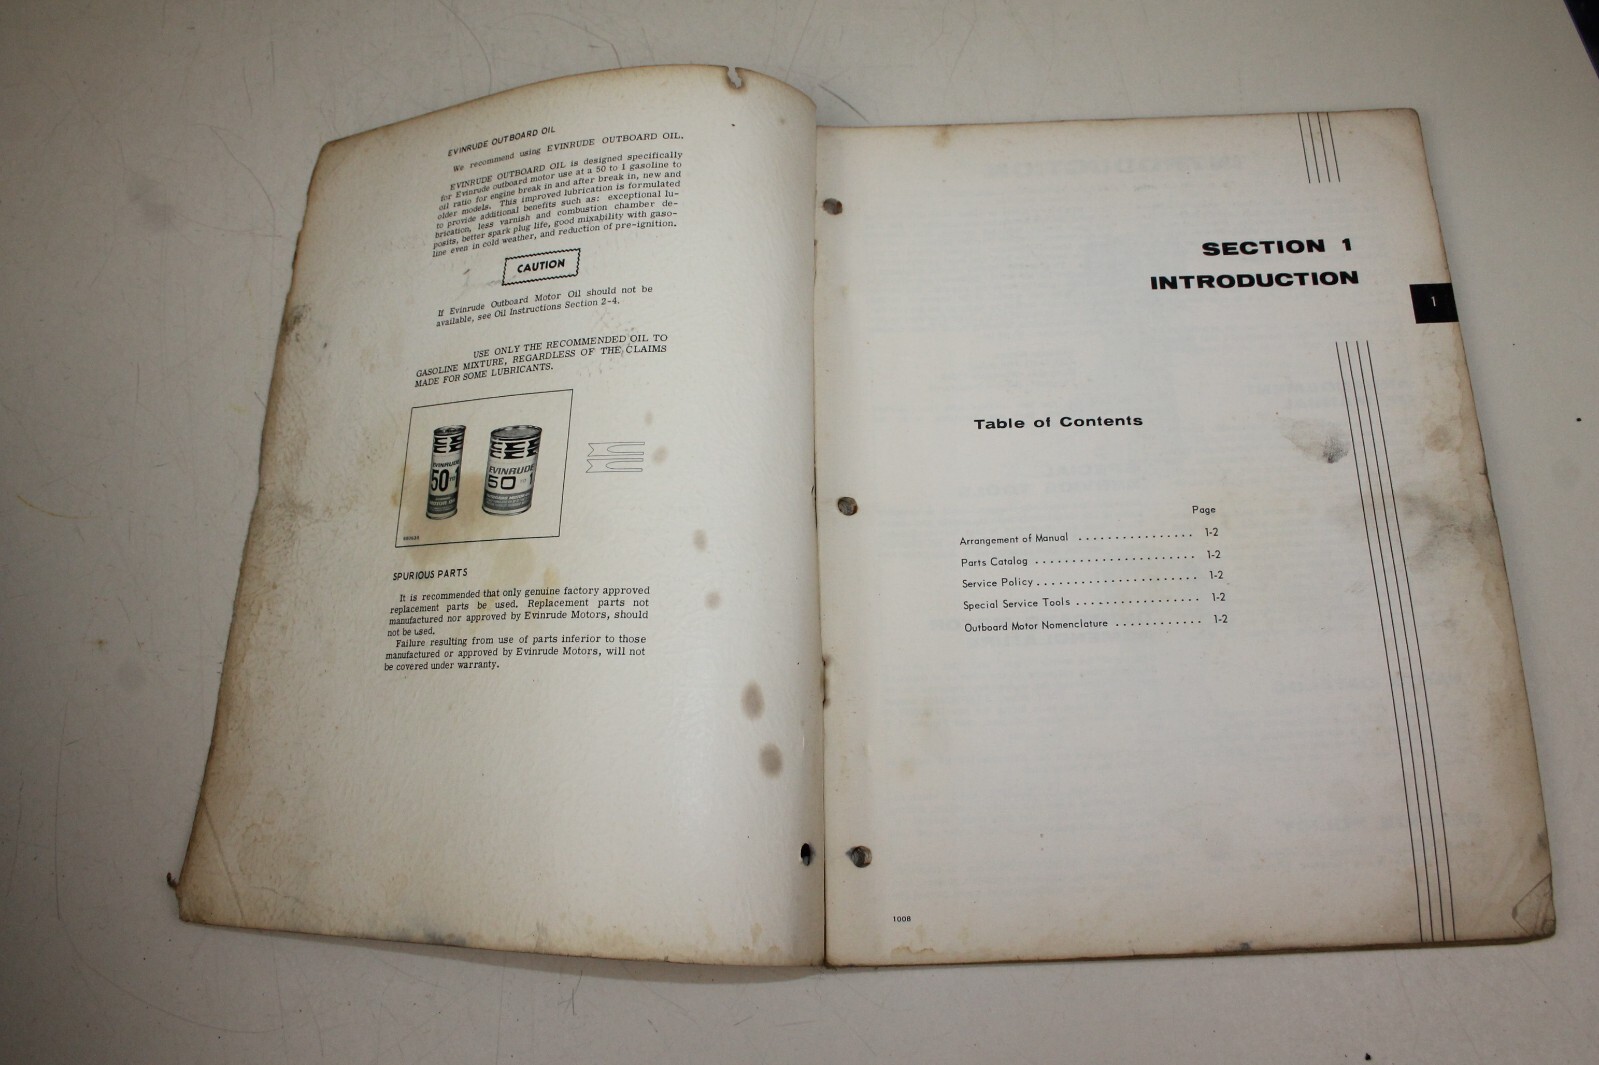 EVINRUDE OUTBOARD OIL
We recommend using EVINRUDE OUTBOARD OIL.
EVINRUDE OUTBOARD OIL is designed specifically
for Evinrude outboard motor use at a 50 to 1 gasoline to
oil ratio for engine break in and after break in, new and
older models. This improved lubrication is formulated
to provide additional benefits such as: exceptional lu-
brication, less varnish and combustion chamber de-
posits, better spark plug life, good mixability with gaso-
line even in cold weather, and reduction of pre-ignition.
CAUTION
If Evinrude Outboard Motor Oil should not be
available, see Oil Instructions Section 2-4.
USE ONLY THE RECOMMENDED OIL TO
GASOLINE MIXTURE, REGARDLESS OF THE CLAIMS
MADE FOR SOME LUBRICANTS.
EVINRUDE
50 TO 1
EVINRUDE
50 TO 1
SPURIOUS PARTS
It is recommended that only genuine factory approved
replacement parts be used. Replacement parts not
manufactured nor approved by Evinrude Motors, should
not be used.
Failure resulting from use of parts inferior to those
manufactured or approved by Evinrude Motors, will not
be covered under warranty.
SECTION 1
INTRODUCTION
1
Table of Contents
Page
Arrangement of Manual . . . . . . . . . . . . . . . . 1-2
Parts Catalog . . . . . . . . . . . . . . . . . . . . . . 1-2
Service Policy . . . . . . . . . . . . . . . . . . . . . . 1-2
Special Service Tools . . . . . . . . . . . . . . . . . 1-2
Outboard Motor Nomenclature . . . . . . . . . . . . 1-2
100B